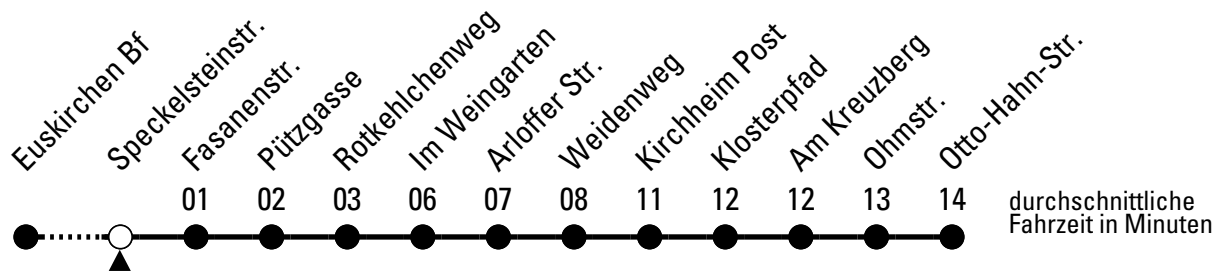 Euskirchen Bf
Speckelsteinstr.
Fasanenstr.
Pützgasse
Rotkehlchenweg
Im Weingarten
Arloffer Str.
Weidenweg
Kirchheim Post
Klosterpfad
Am Kreuzberg
Ohmstr.
Otto-Hahn-Str.
01 02 03 06 07 08 11 12 12 13 14
durchschnittliche
Fahrzeit in Minuten